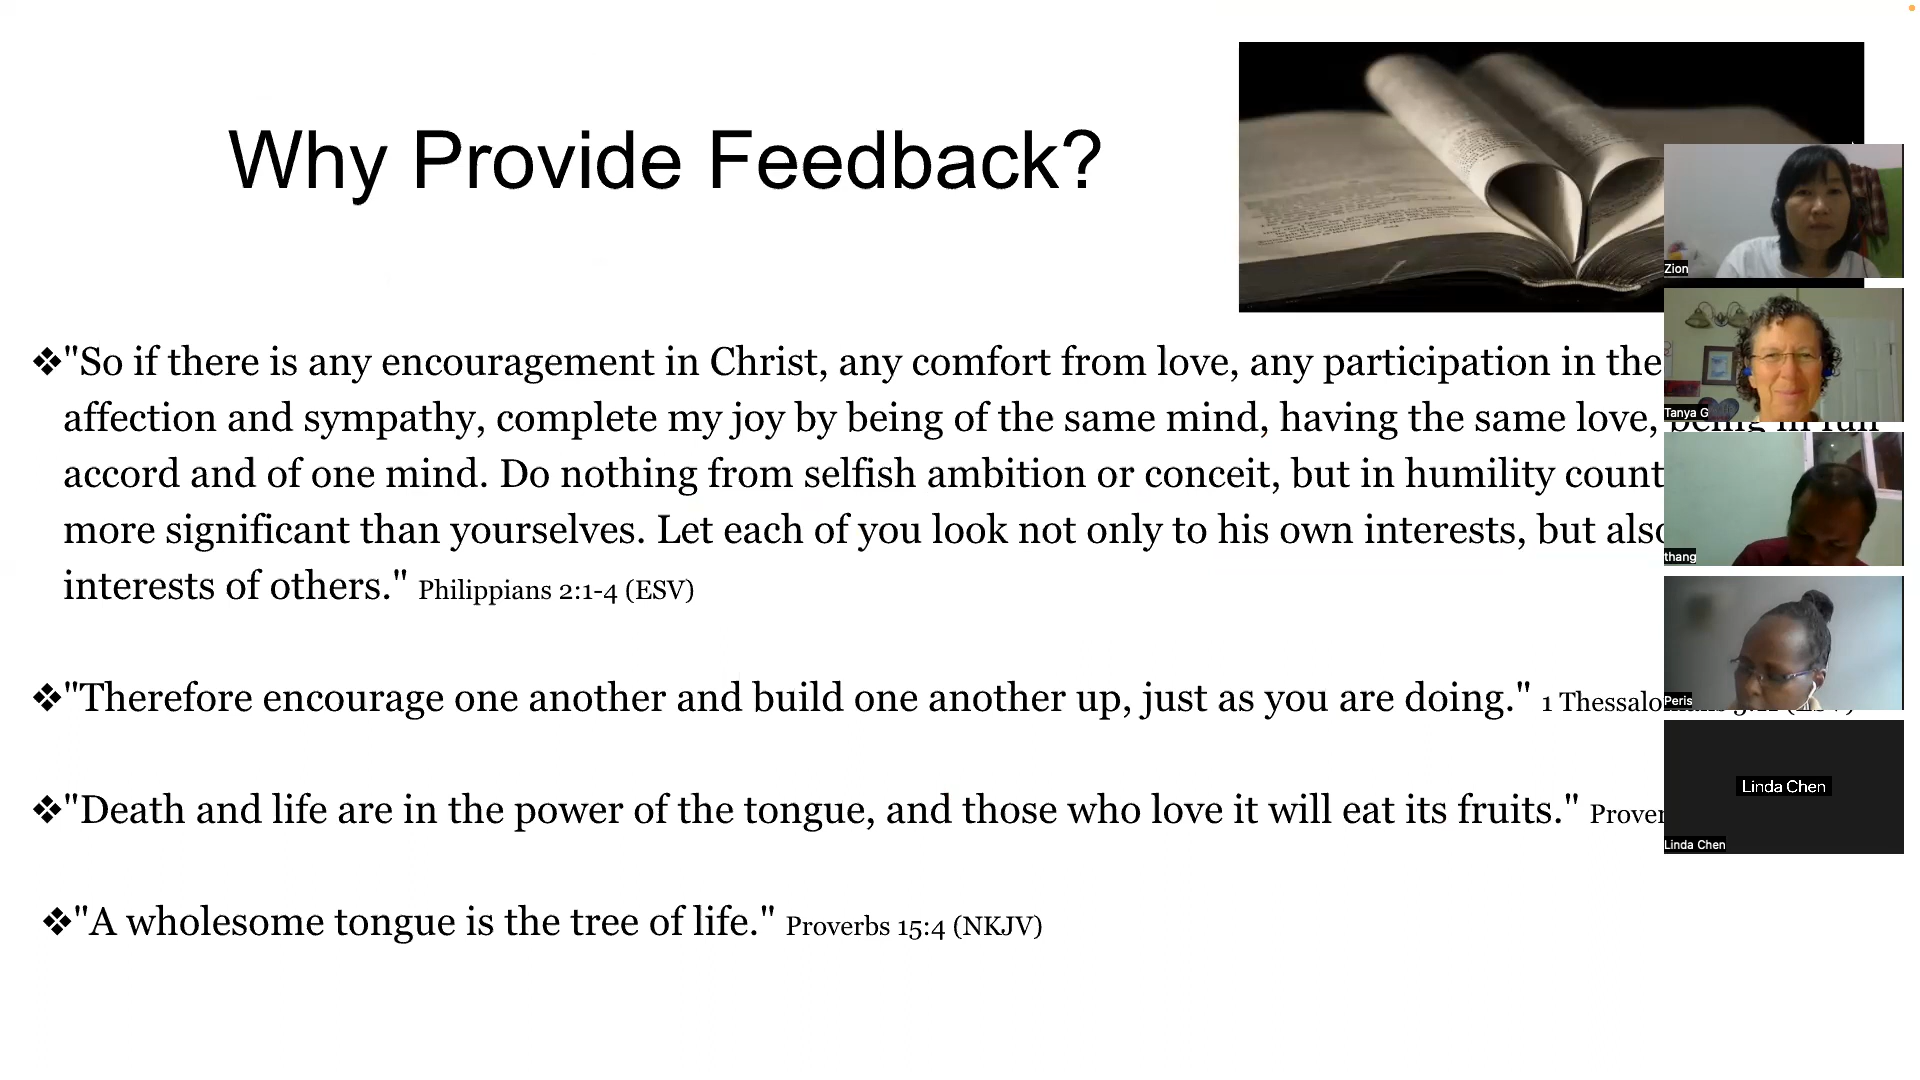 Why Provide Feedback?
❖"So if there is any encouragement in Christ, any comfort from love, any participation in the
affection and sympathy, complete my joy by being of the same mind, having the same love, being in full
accord and of one mind. Do nothing from selfish ambition or conceit, but in humility count
more significant than yourselves. Let each of you look not only to his own interests, but also
interests of others." Philippians 2:1-4 (ESV)
❖"Therefore encourage one another and build one another up, just as you are doing." 1
❖"Death and life are in the power of the tongue, and those who love it will eat its fruits."
❖"A wholesome tongue is the tree of life." Proverbs 15:4 (NKJV)
Zion
Tanya G
thang
Peris
Linda Chen
Linda Chen